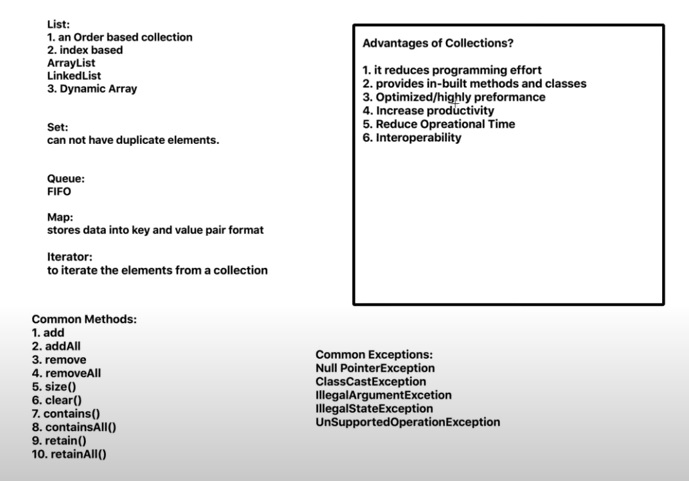 List:
1. an Order based collection
2. index based
ArrayList
LinkedList
3. Dynamic Array
Set:
can not have duplicate elements.
Queue:
FIFO
Map:
stores data into key and value pair format
Iterator:
to iterate the elements from a collection
Advantages of Collections?
1. it reduces programming effort
2. provides in-built methods and classes
3. Optimized/highly preformance
4. Increase productivity
5. Reduce Opreational Time
6. Interoperability
Common Methods:
1. add
2. addAll
3. remove
4. removeAll
5. size()
6. clear()
7. contains()
8. containsAll()
9. retain()
10. retainAll()
Common Exceptions:
Null PointerException
ClassCastException
IllegalArgumentExcetion
IllegalStateException
UnSupportedOperationException